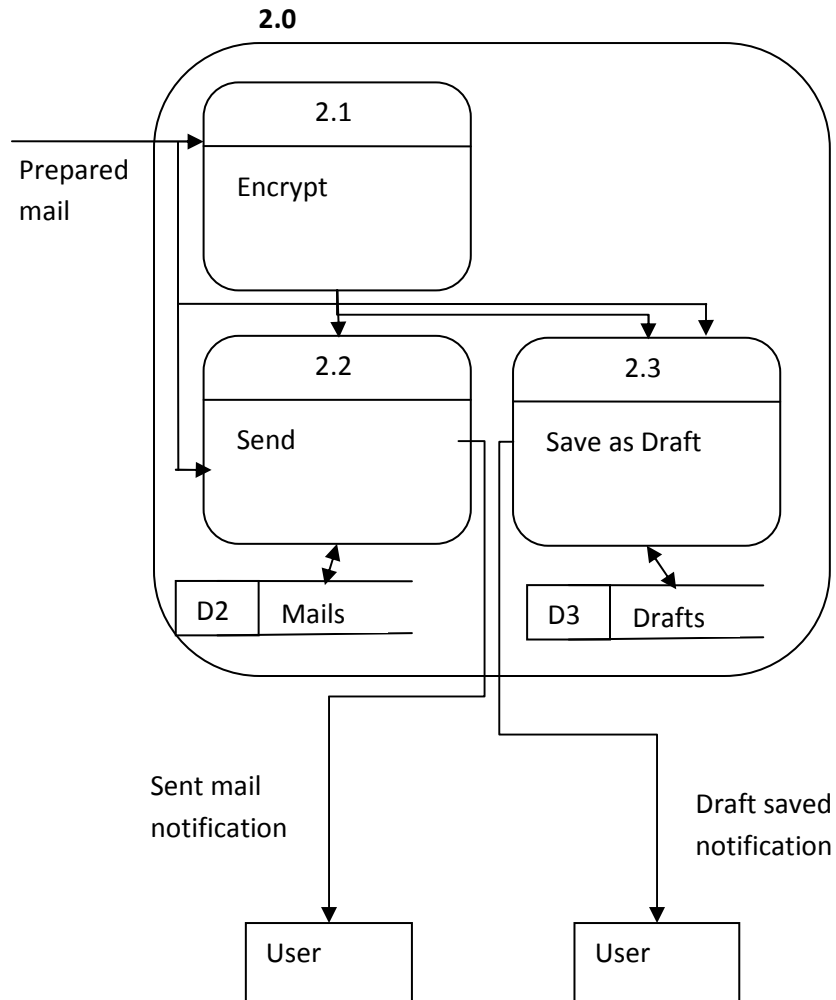 2.0
2.1
Prepared
mail
Encrypt
2.2
2.3
Send
Save as Draft
D2
Mails
D3
Drafts
Sent mail
notification
Draft saved
notification
User
User